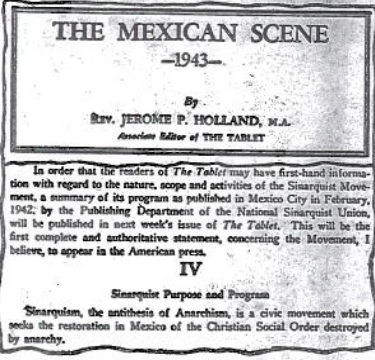 THE MEXICAN SCENE
—1943—
By
Rev. JEROME P. HOLLAND, M.A.
Associate Editor of THE TABLET
In order that the readers of The Tablet may have first-hand informa-
tion with regard to the nature, scope and activities of the Sinarquist Move-
ment, a summary of its program as published in Mexico City in February,
1942, by the Publishing Department of the National Sinarquist Union,
will be published in next week's issue of The Tablet. This will be the
first complete and authoritative statement, concerning the Movement, I
believe, to appear in the American press.
IV
Sinarquist Purpose and Program
Sinarquism, the antithesis of Anarchism, is a civic movement which
seeks the restoration in Mexico of the Christian Social Order destroyed
by anarchy.